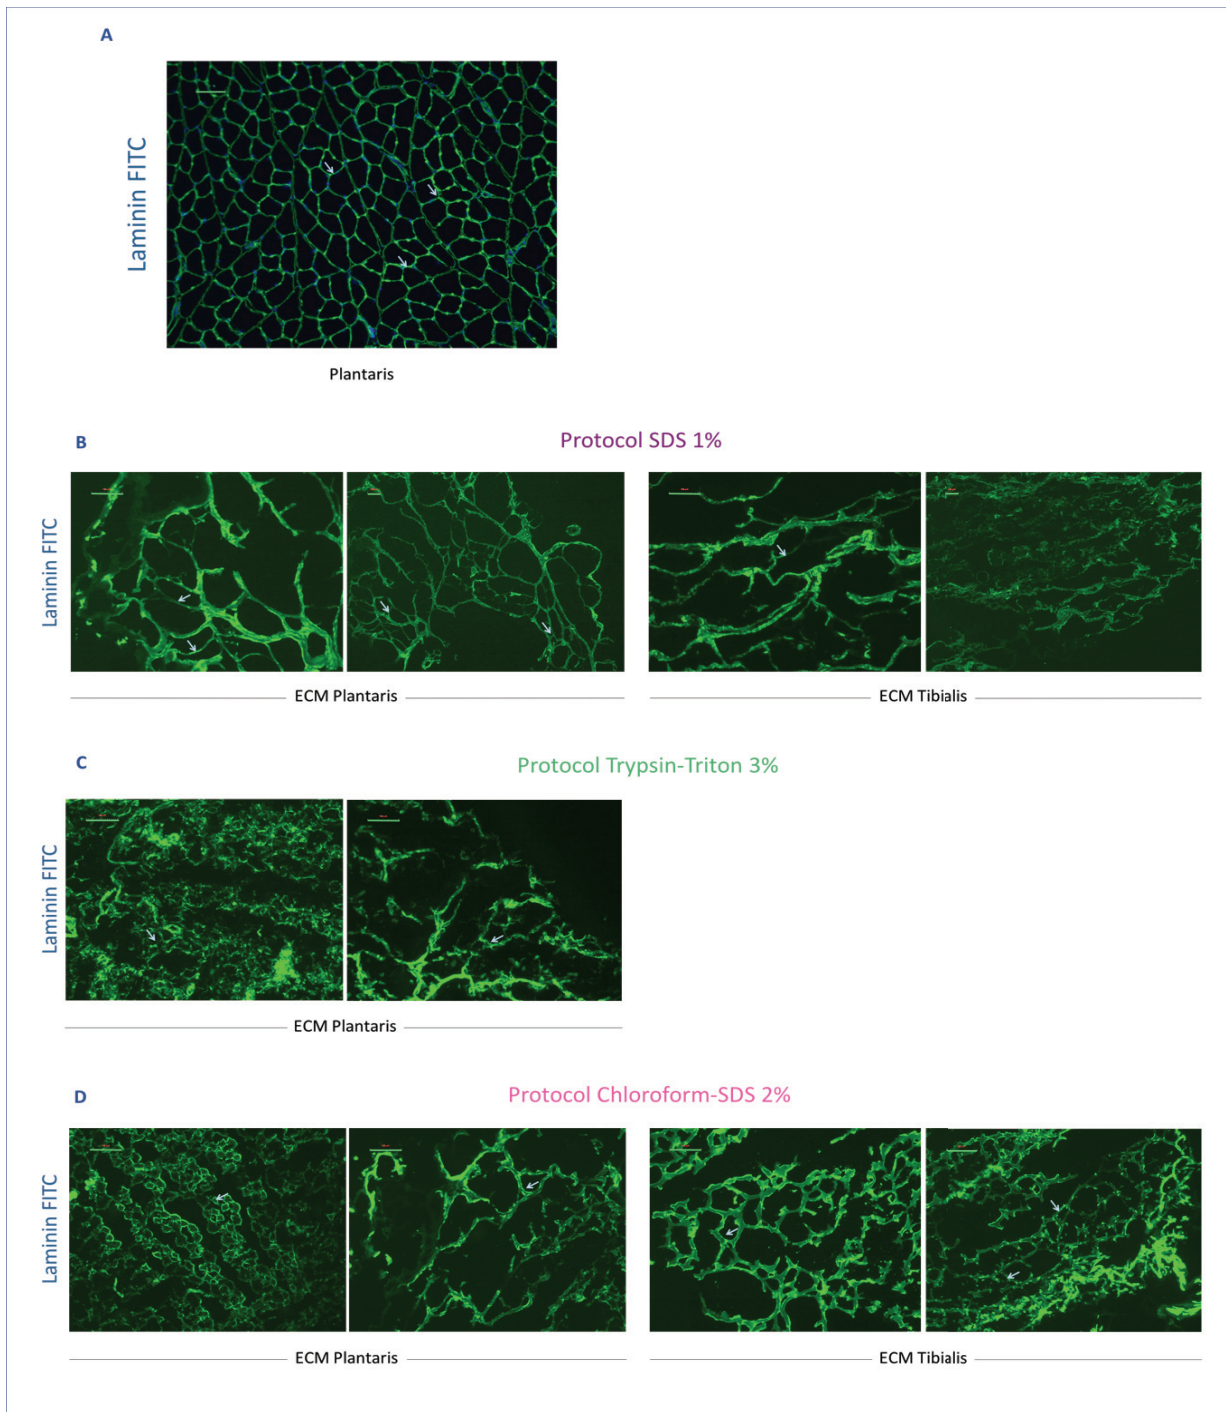 A
Laminin FITC
Plantaris
B
Protocol SDS 1%
Laminin FITC
ECM Plantaris
ECM Tibialis
C
Protocol Trypsin-Triton 3%
Laminin FITC
ECM Plantaris
D
Protocol Chloroform-SDS 2%
Laminin FITC
ECM Plantaris
ECM Tibialis